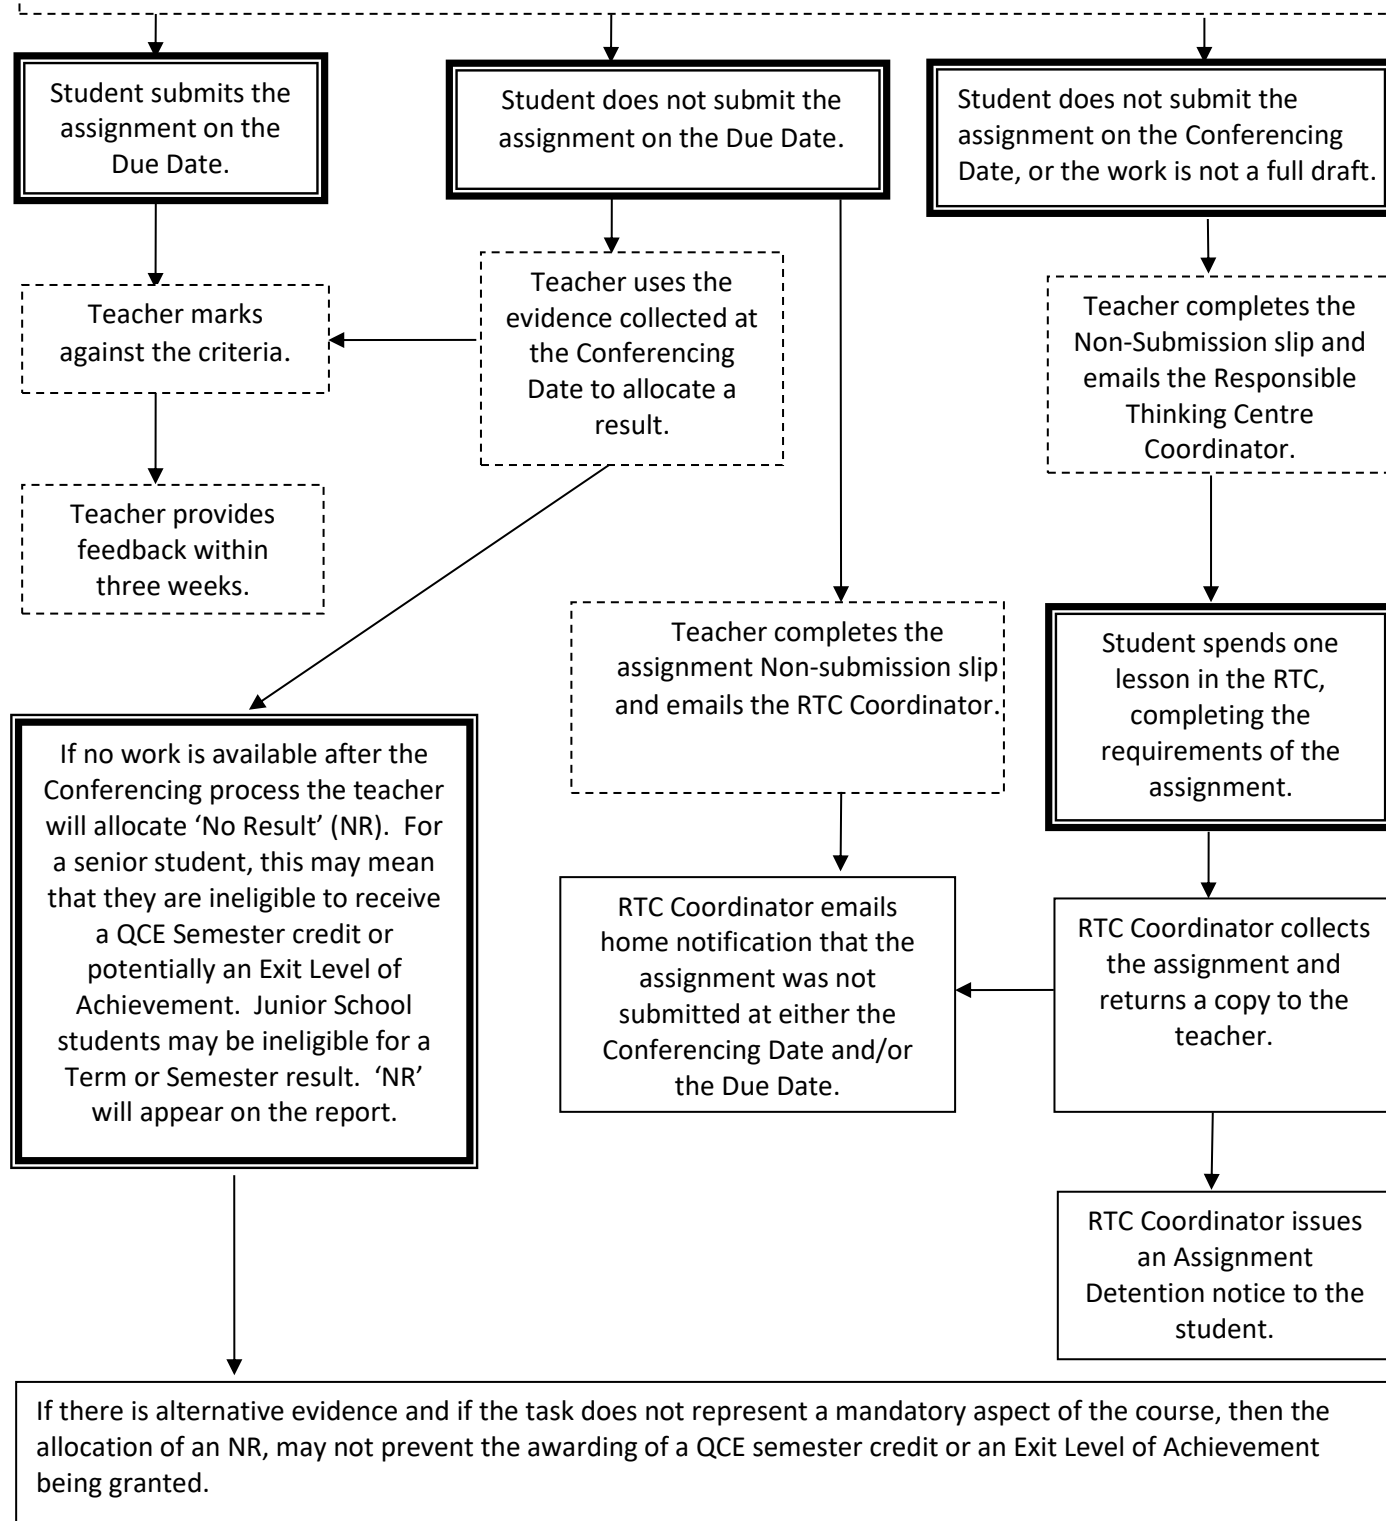 Student submits the
assignment on the
Due Date.
Student does not submit the
assignment on the Due Date.
Student does not submit the
assignment on the Conferencing
Date, or the work is not a full draft.
Teacher marks
against the criteria.
Teacher uses the
evidence collected at
the Conferencing
Date to allocate a
result.
Teacher completes the
Non-Submission slip and
emails the Responsible
Thinking Centre
Coordinator.
Teacher provides
feedback within
three weeks.
Teacher completes the
assignment Non-submission slip
and emails the RTC Coordinator.
Student spends one
lesson in the RTC,
completing the
requirements of the
assignment.
If no work is available after the
Conferencing process the teacher
will allocate ‘No Result’ (NR).  For
a senior student, this may mean
that they are ineligible to receive
a QCE Semester credit or
potentially an Exit Level of
Achievement.  Junior School
students may be ineligible for a
Term or Semester result.  ‘NR’
will appear on the report.
RTC Coordinator emails
home notification that the
assignment was not
submitted at either the
Conferencing Date and/or
the Due Date.
RTC Coordinator collects
the assignment and
returns a copy to the
teacher.
RTC Coordinator issues
an Assignment
Detention notice to the
student.
If there is alternative evidence and if the task does not represent a mandatory aspect of the course, then the
allocation of an NR, may not prevent the awarding of a QCE semester credit or an Exit Level of Achievement
being granted.